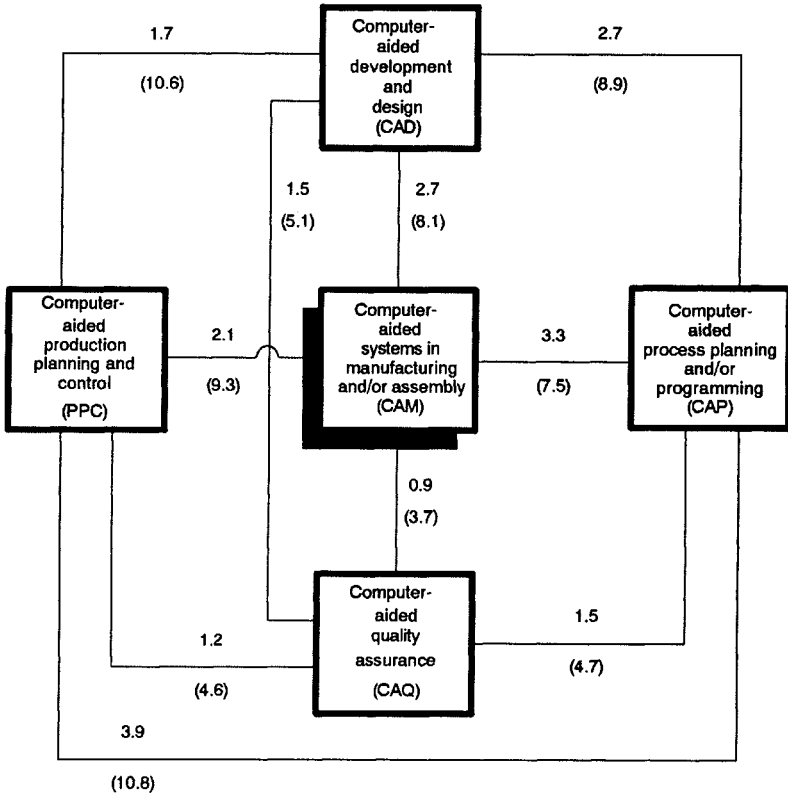 Computer-
aided
development
and
design
(CAD)
1.7
(10.6)
2.7
(8.9)
1.5
(5.1)
2.7
(8.1)
Computer-
aided
production
planning and
control
(PPC)
2.1
(9.3)
Computer-
aided
systems in
manufacturing
and/or assembly
(CAM)
3.3
(7.5)
Computer-
aided
process planning
and/or
programming
(CAP)
0.9
(3.7)
Computer-
aided
quality
assurance
(CAQ)
1.2
(4.6)
1.5
(4.7)
3.9
(10.8)